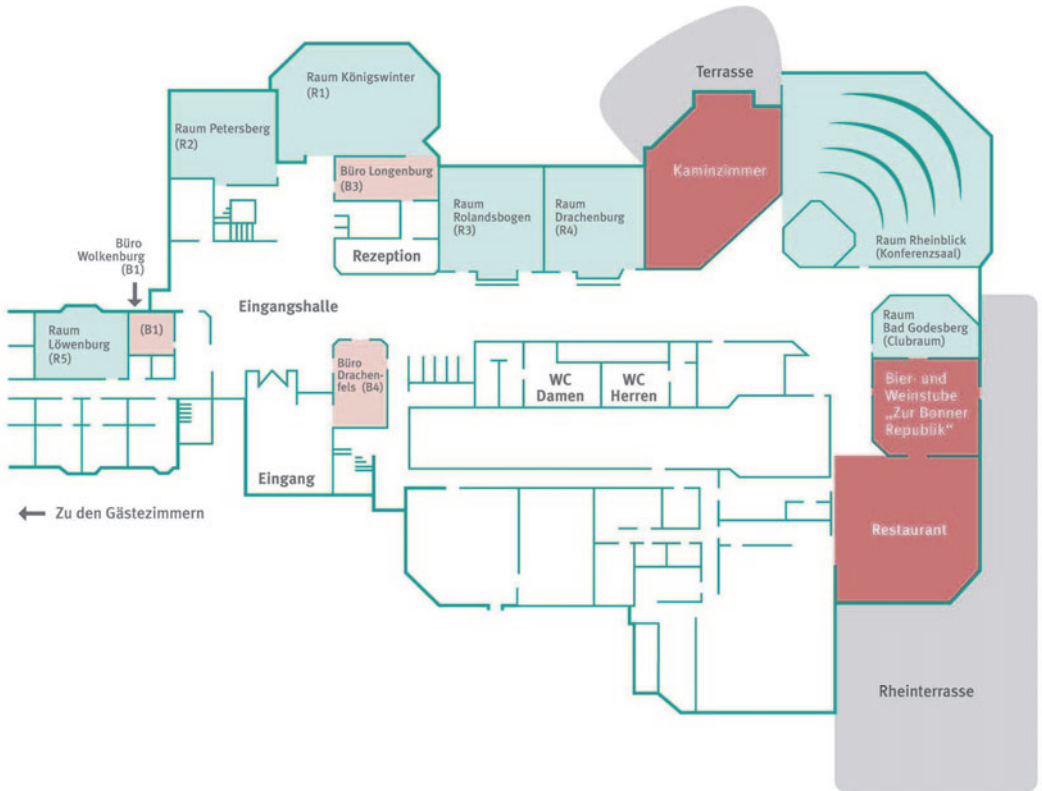 Terrasse
Raum Königswinter
(R1)
Raum Petersberg
(R2)
Büro Longenburg
(B3)
Kaminzimmer
Raum
Rolandsbogen
(R3)
Raum
Drachenburg
(R4)
Raum Rheinblick
(Konferenzsaal)
Rezeption
Büro
Wolkenburg
(B1)
Eingangshalle
Raum
Löwenburg
(R5)
(B1)
Raum
Bad Godesberg
(Clubraum)
Büro
Drachen-
fels (B4)
WC
Damen
WC
Herren
Bier- und
Weinstube
„Zur Bonner
Republik“
Eingang
Zu den Gästezimmern
Restaurant
Rheinterrasse